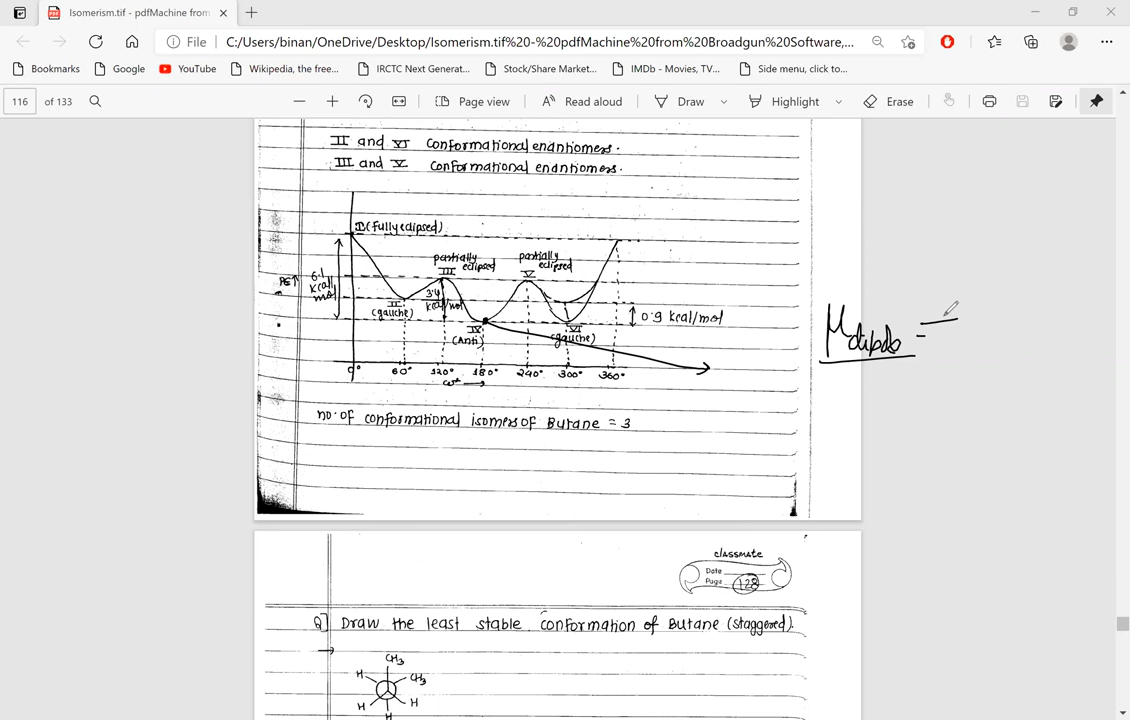 Isomerism.tif - pdfMachine from
File C:/Users/binan/OneDrive/Desktop/Isomerism.tif%20-%20pdfMachine%20from%20Broadgun%20Software,...
Bookmarks Google YouTube Wikipedia, the free... IRCTC Next Generat... Stock/Share Market... IMDb - Movies, TV... Side menu, click to...
116 of 133 Page view Read aloud Draw Highlight Erase
II and VI conformational enantiomers.
III and V conformational enantiomers.
(Fully eclipsed)
partially eclipsed
partially eclipsed
III
V
PE↑
6.1 kcal/mol
3.4 kcal/mol
II (gauche)
IV (Anti)
VI (gauche)
0.9 kcal/mol
0° 60° 120° 180° 240° 300° 360°
no. of conformational isomers of Butane = 3
=
classmate
Date
Page 128
Q] Draw the least stable conformation of Butane (staggered).
→
CH3
H CH3
H H
H